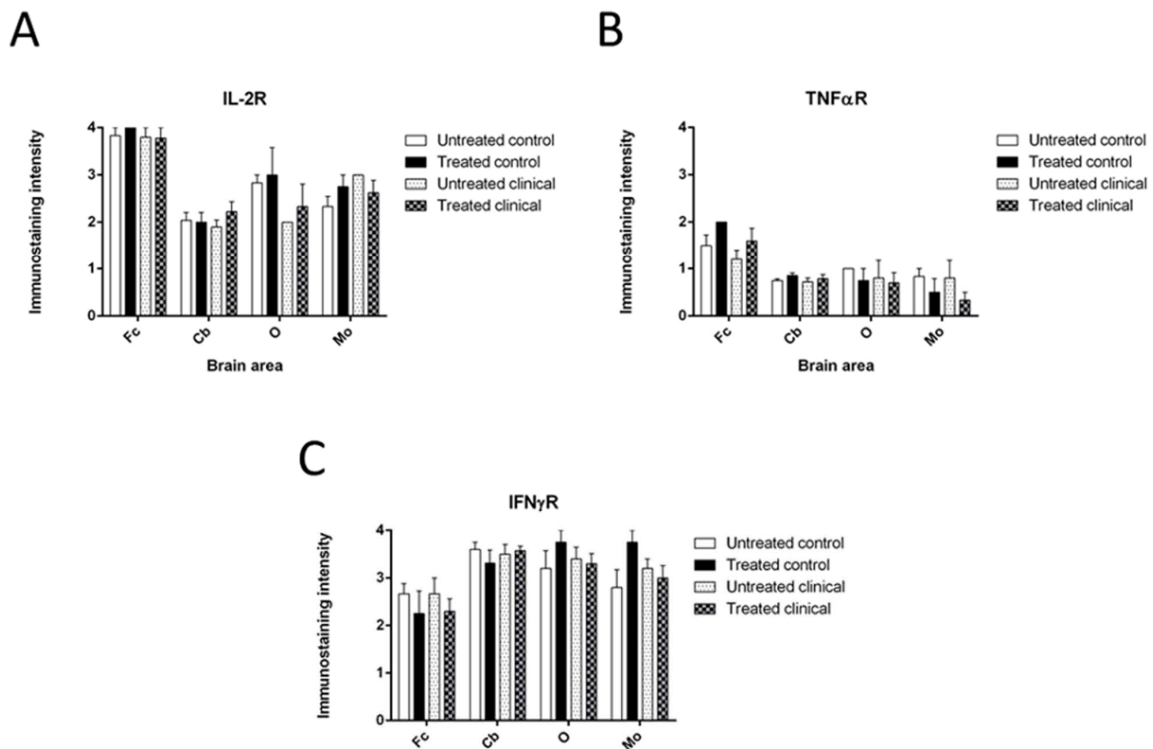 A
IL-2R
Immunostaining intensity
4
3
2
1
0
Fc
Cb
O
Mo
Brain area
Untreated control
Treated control
Untreated clinical
Treated clinical
B
TNFαR
Immunostaining intensity
4
3
2
1
0
Fc
Cb
O
Mo
Brain area
Untreated control
Treated control
Untreated clinical
Treated clinical
C
IFNγR
Immunostaining intensity
4
3
2
1
0
Fc
Cb
O
Mo
Untreated control
Treated control
Untreated clinical
Treated clinical